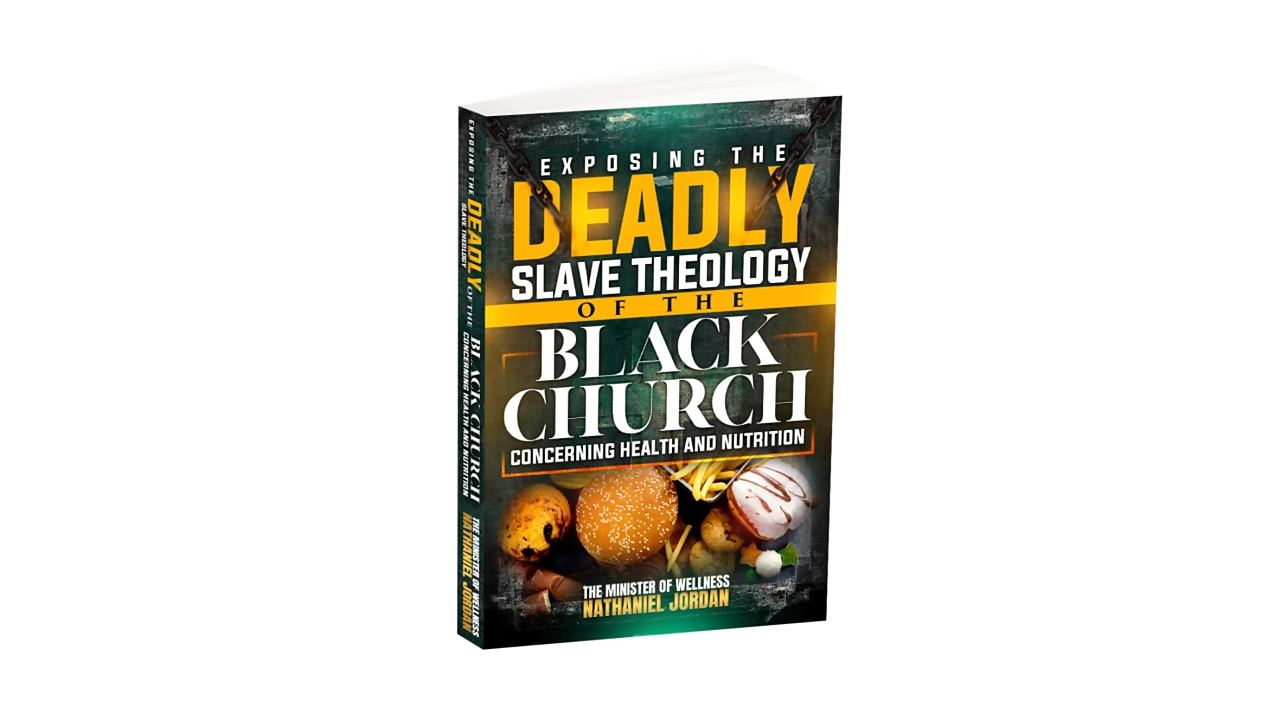 EXPOSING THE
DEADLY
SLAVE THEOLOGY
OF THE
BLACK
CHURCH
CONCERNING HEALTH AND NUTRITION
THE MINISTER OF WELLNESS
NATHANIEL JORDAN
EXPOSING THE DEADLY OF THE BLACK CHURCH THE MINISTER OF WELLNESS
SLAVE THEOLOGY CONCERNING HEALTH AND NUTRITION NATHANIEL JORDAN